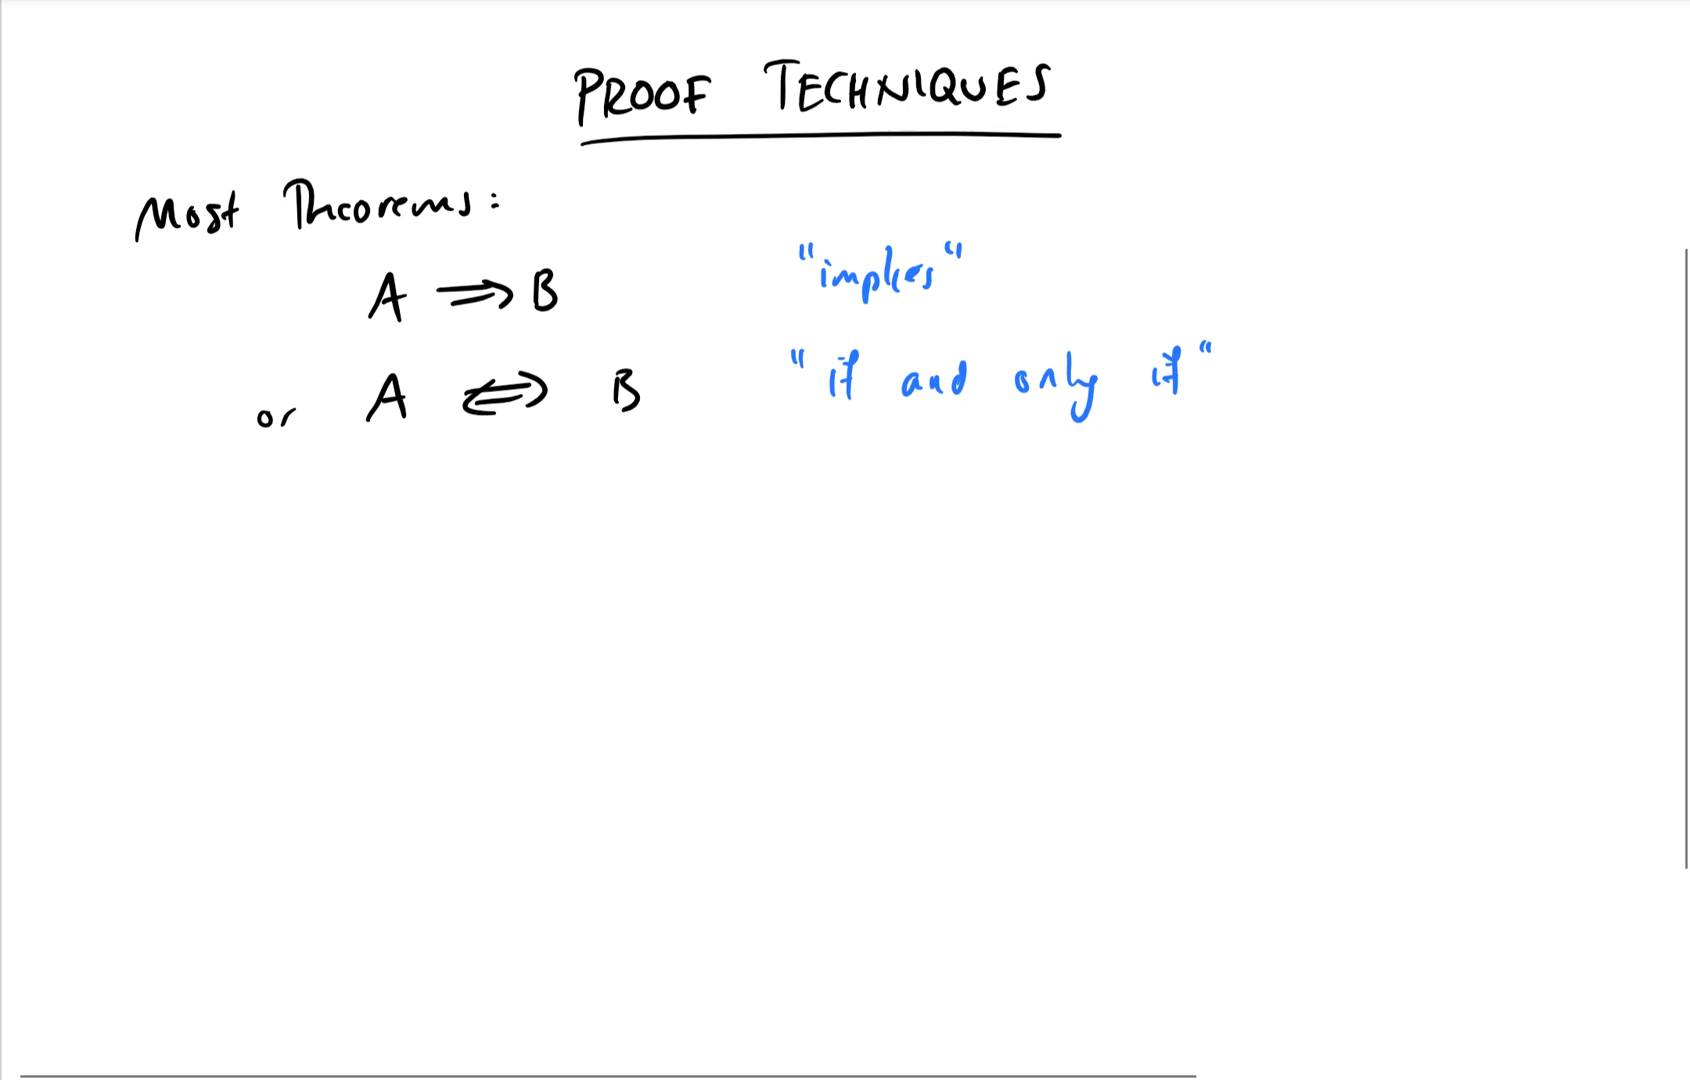 PROOF TECHNIQUES
Most Theorems:
A ⟹ B "implies"
or A ⟺ B "if and only if"